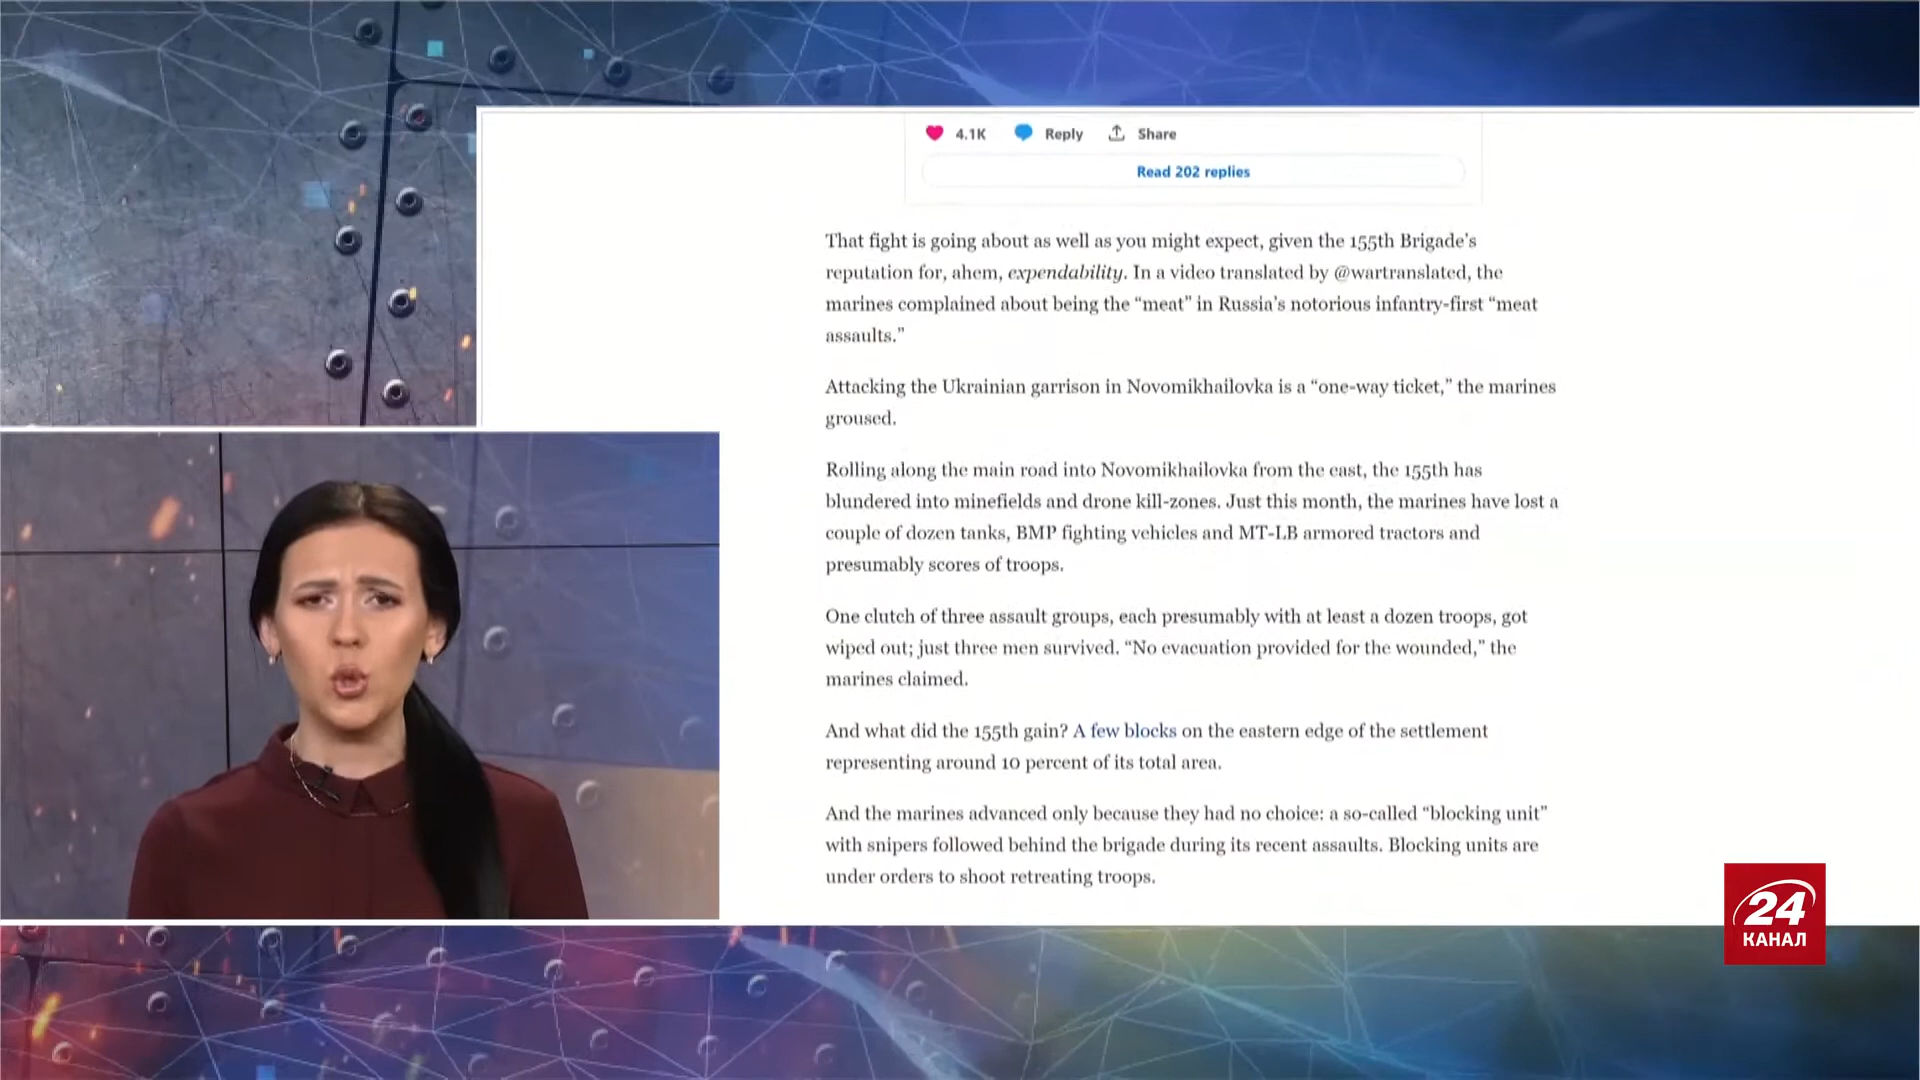 4.1K Reply Share
Read 202 replies
That fight is going about as well as you might expect, given the 155th Brigade’s
reputation for, ahem, expendability. In a video translated by @wartranslated, the
marines complained about being the “meat” in Russia’s notorious infantry-first “meat
assaults.”
Attacking the Ukrainian garrison in Novomikhailovka is a “one-way ticket,” the marines
groused.
Rolling along the main road into Novomikhailovka from the east, the 155th has
blundered into minefields and drone kill-zones. Just this month, the marines have lost a
couple of dozen tanks, BMP fighting vehicles and MT-LB armored tractors and
presumably scores of troops.
One clutch of three assault groups, each presumably with at least a dozen troops, got
wiped out; just three men survived. “No evacuation provided for the wounded,” the
marines claimed.
And what did the 155th gain? A few blocks on the eastern edge of the settlement
representing around 10 percent of its total area.
And the marines advanced only because they had no choice: a so-called “blocking unit”
with snipers followed behind the brigade during its recent assaults. Blocking units are
under orders to shoot retreating troops.
24
КАНАЛ